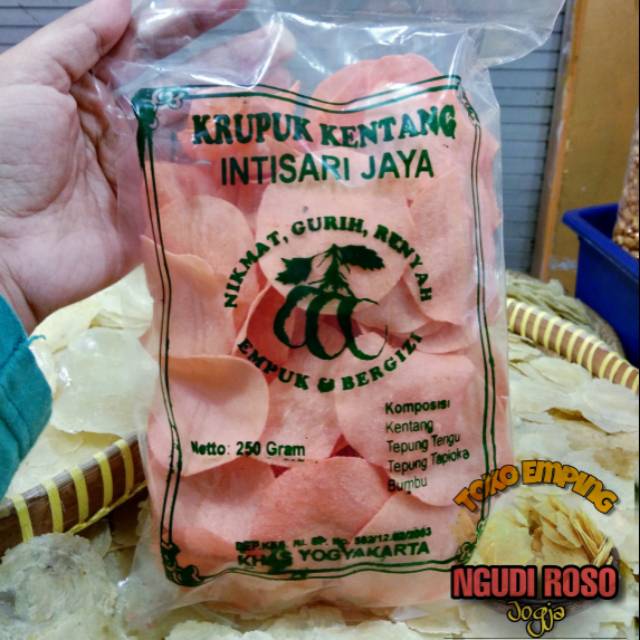 KRUPUK KENTANG
INTISARI JAYA
NIKMAT, GURIH, RENYAH
EMPUK & BERGIZI
Komposisi
Kentang
Tepung Tengu
Tepung Tapioka
Bumbu
Netto: 250 Gram
KHAS YOGYAKARTA
TOKO EMPING
NGUDI ROSO
Jogja